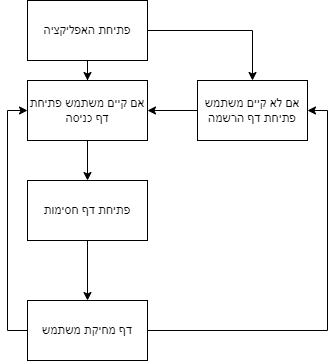 פתיחת האפליקציה
אם קיים משתמש פתיחת
דף כניסה
אם לא קיים משתמש
פתיחת דף הרשמה
פתיחת דף חסימות
דף מחיקת משתמש